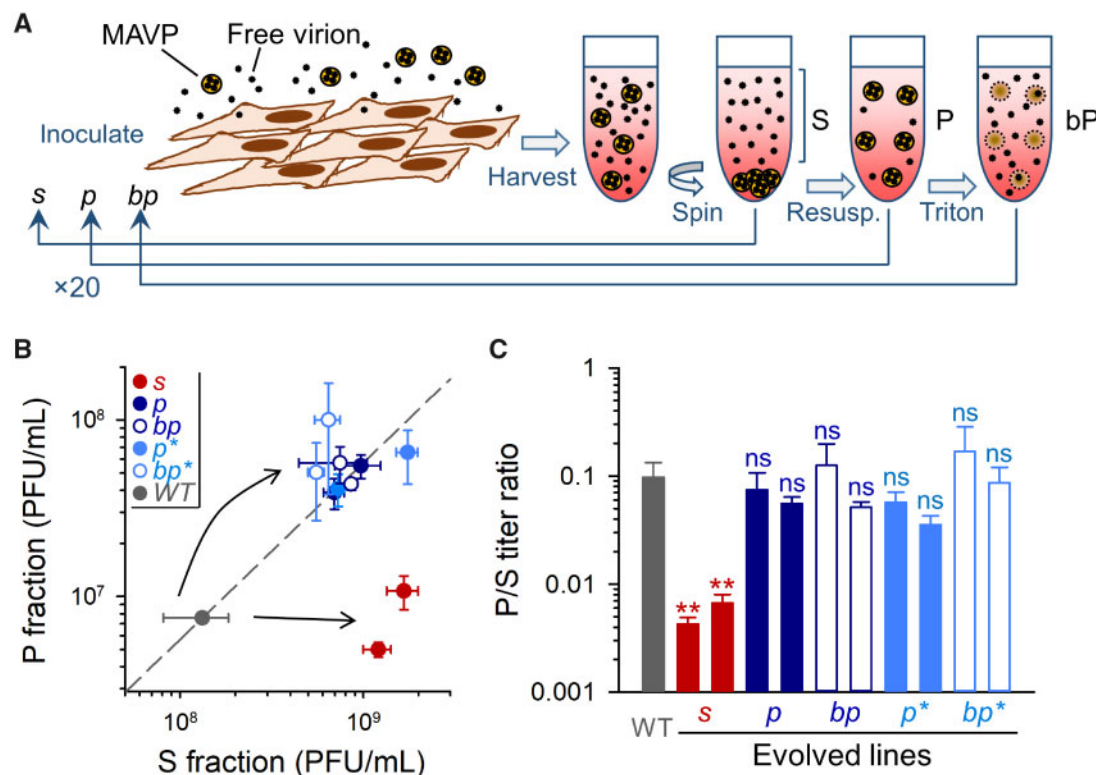 A
MAVP
Free virion
Inoculate
s p bp
×20
Harvest
Spin
S
Resusp.
P
Triton
bP
B
P fraction (PFU/mL)
10⁸
10⁷
s
p
bp
p*
bp*
WT
10⁸ 10⁹
S fraction (PFU/mL)
C
P/S titer ratio
1
0.1
0.01
0.001
** **
ns ns ns ns ns ns ns ns
WT s p bp p* bp*
Evolved lines